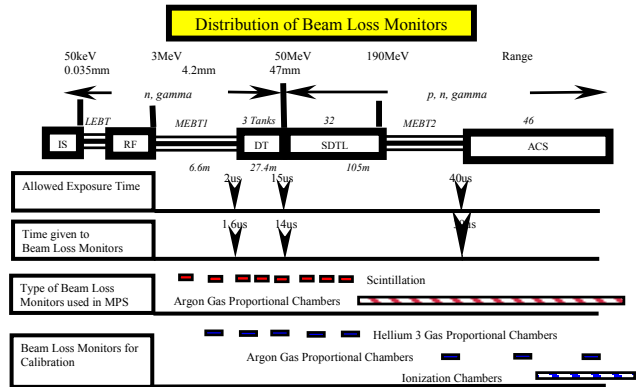 Distribution of Beam Loss Monitors
50keV 3MeV 50MeV 190MeV Range
0.035mm 4.2mm 47mm
n, gamma p, n, gamma
LEBT MEBT1 3 Tanks 32 MEBT2 46
IS RF DT SDTL ACS
6.6m 27.4m 105m
Allowed Exposure Time
2us 15us 40us
Time given to
Beam Loss Monitors
1.6us 14us
Type of Beam Loss
Monitors used in MPS
Scintillation
Argon Gas Proportional Chambers
Hellium 3 Gas Proportional Chambers
Beam Loss Monitors for
Calibration
Argon Gas Proportional Chambers
Ionization Chambers